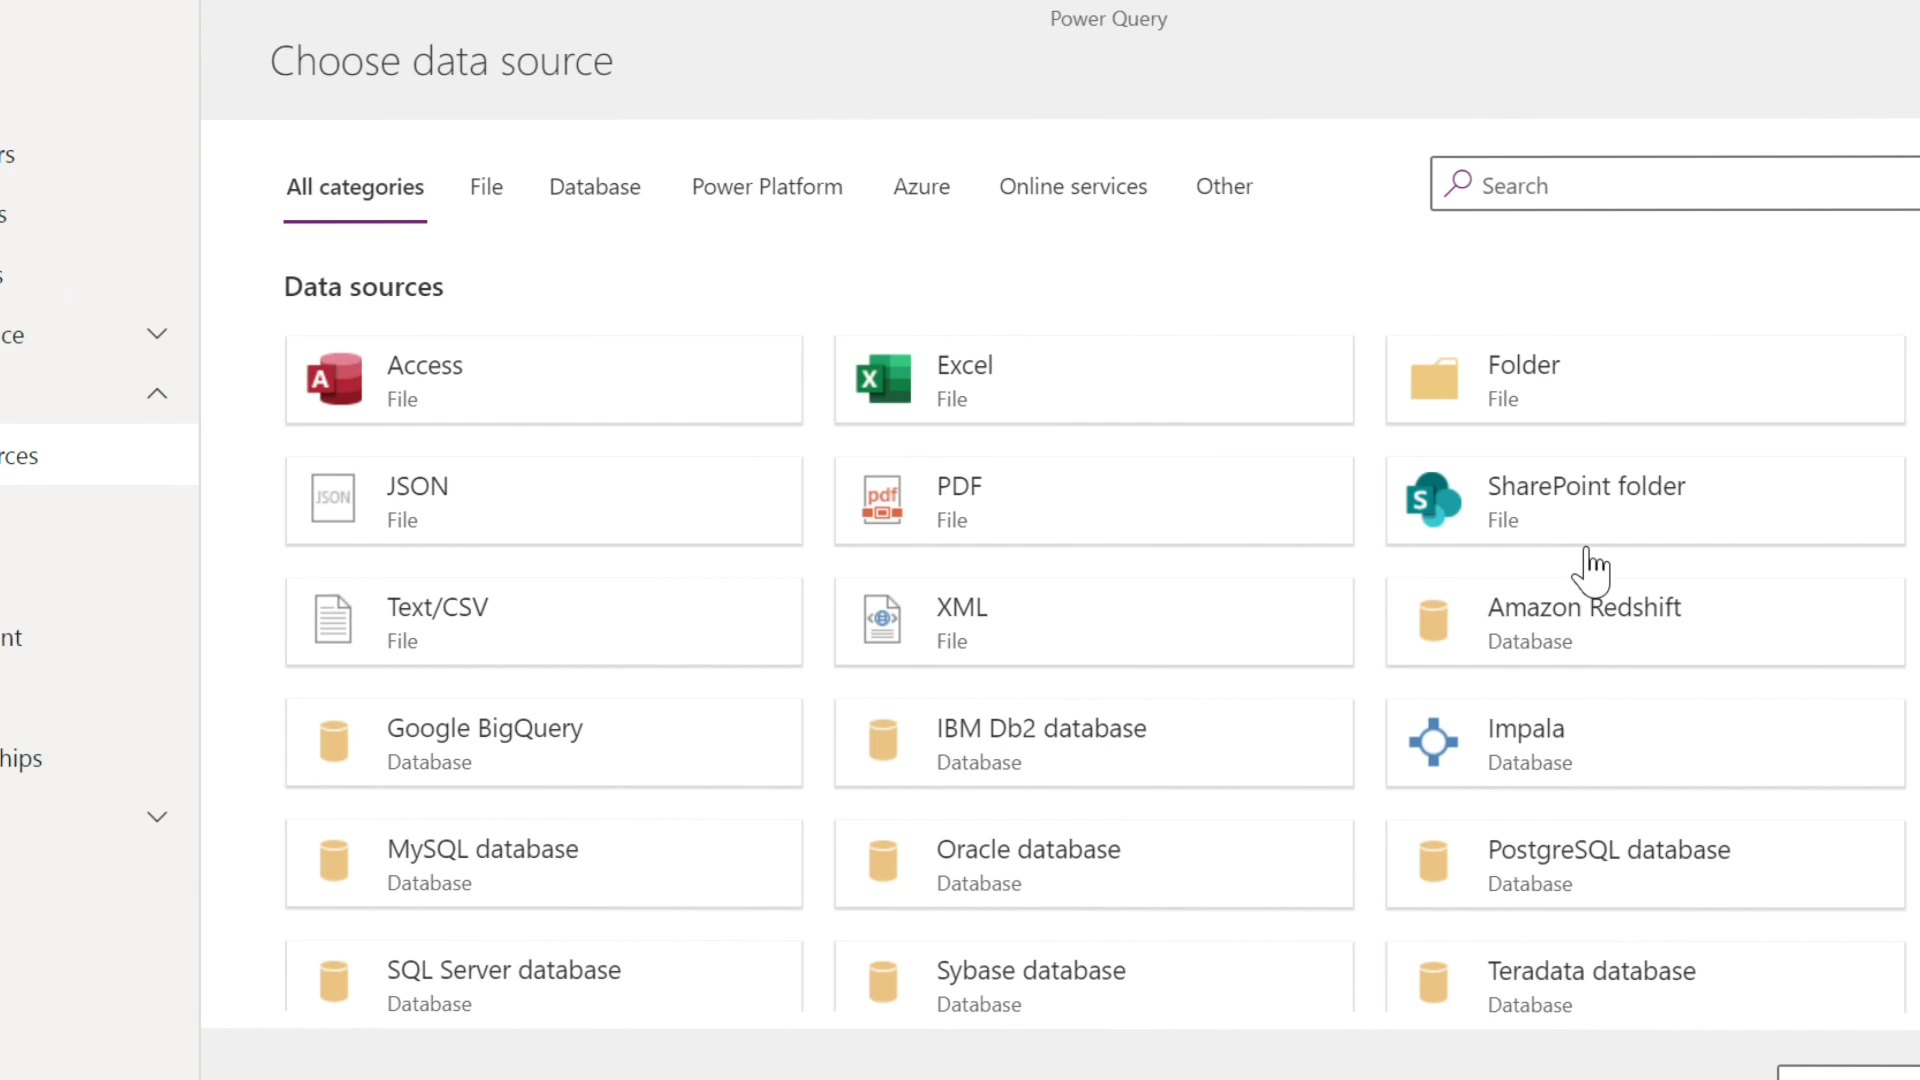 Power Query
Choose data source
rs
s
s
ce
rces
nt
hips
All categories File Database Power Platform Azure Online services Other
Search
Data sources
A Access
File
X Excel
File
Folder
File
JSON JSON
File
pdf PDF
File
S SharePoint folder
File
Text/CSV
File
XML
File
Amazon Redshift
Database
Google BigQuery
Database
IBM Db2 database
Database
Impala
Database
MySQL database
Database
Oracle database
Database
PostgreSQL database
Database
SQL Server database
Database
Sybase database
Database
Teradata database
Database